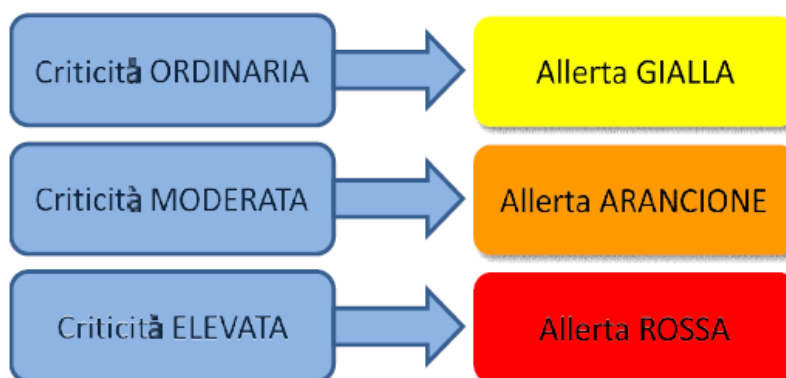 Criticità ORDINARIA
Allerta GIALLA
Criticità MODERATA
Allerta ARANCIONE
Criticità ELEVATA
Allerta ROSSA